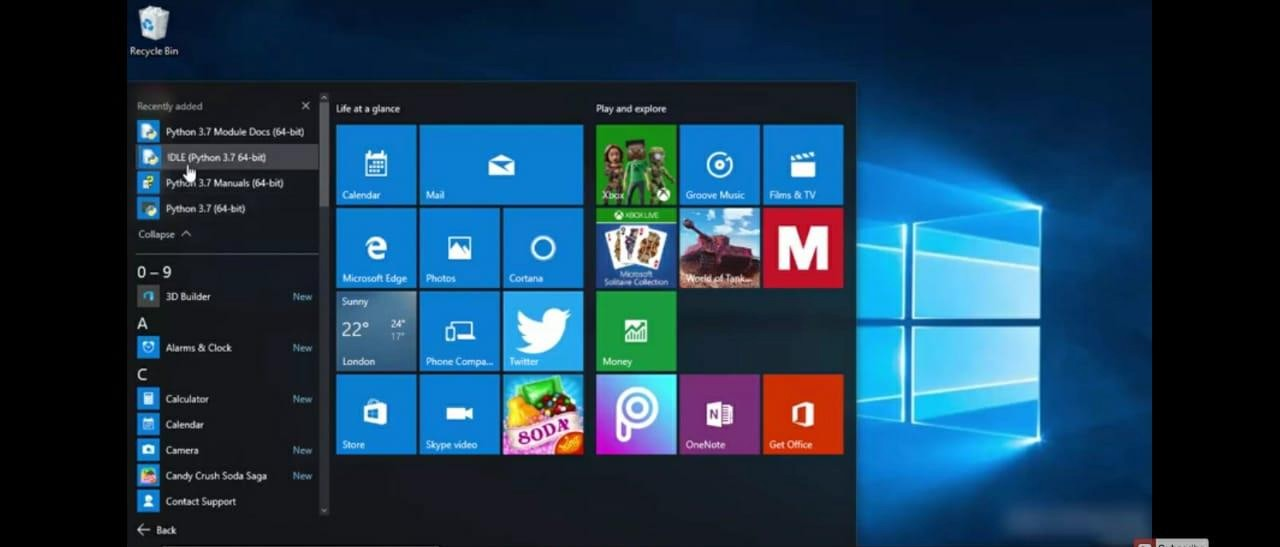 Recycle Bin
Recently added
Python 3.7 Module Docs (64-bit)
IDLE (Python 3.7 64-bit)
Python 3.7 Manuals (64-bit)
Python 3.7 (64-bit)
Collapse
0 – 9
3D Builder New
A
Alarms & Clock New
C
Calculator New
Calendar
Camera New
Candy Crush Soda Saga New
Contact Support
Back
Life at a glance
Calendar
Mail
Microsoft Edge
Photos
Cortana
Sunny
22° 24°
17°
London
Phone Compa...
Twitter
Store
Skype video
SODA
Play and explore
Xbox
Groove Music
Films & TV
XBOX LIVE
Microsoft
Solitaire Collection
World of Tank...
M
Money
N
OneNote
Get Office